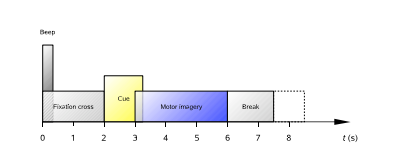 Beep
Fixation cross
Cue
Motor imagery
Break
0 1 2 3 4 5 6 7 8 t (s)